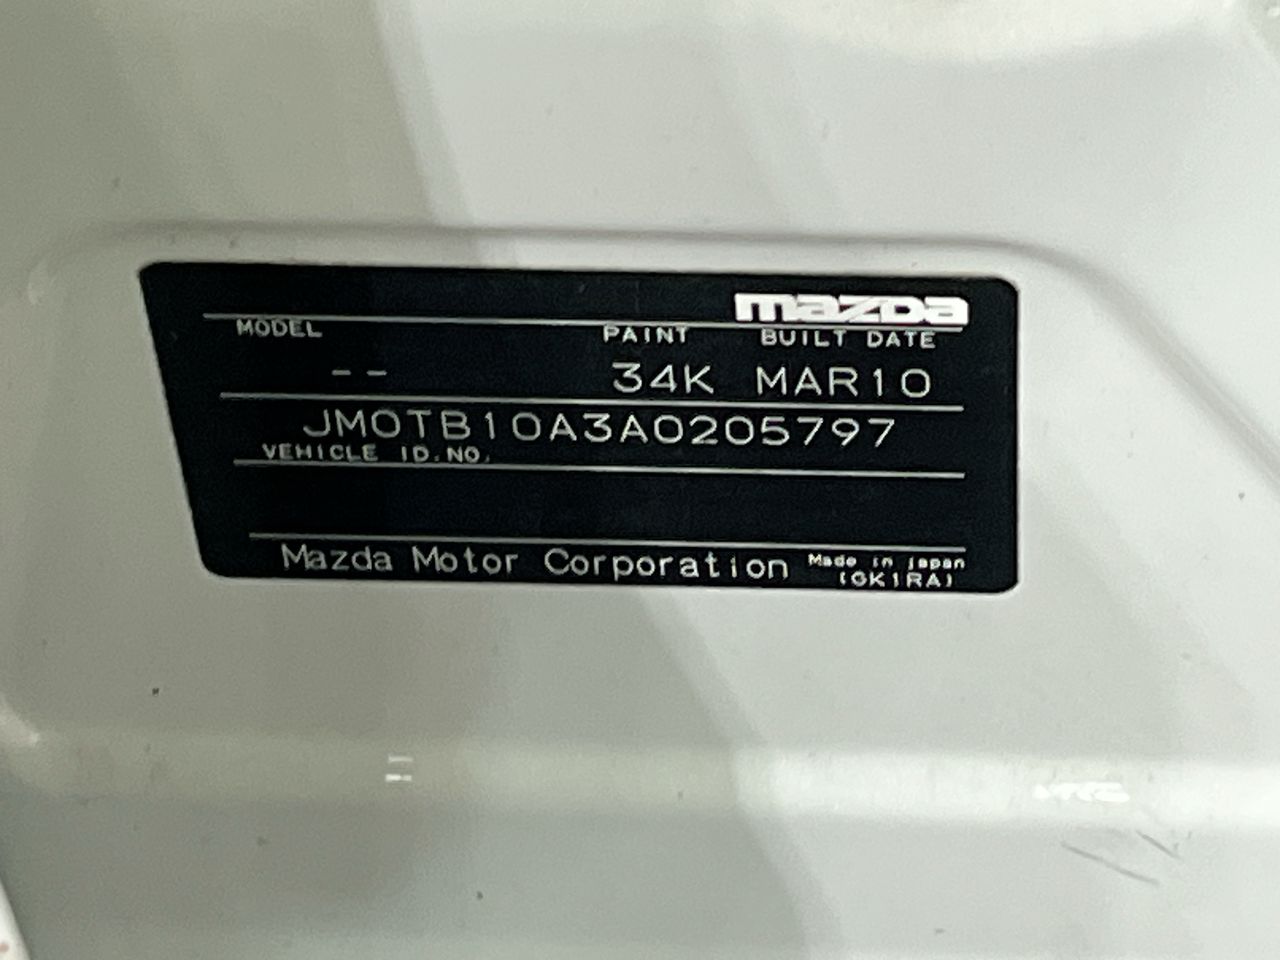 mazda
MODEL PAINT BUILT DATE
-- 34K MAR10
JM0TB10A3A0205797
VEHICLE ID.NO.
Mazda Motor Corporation Made in Japan
(GK1RA)